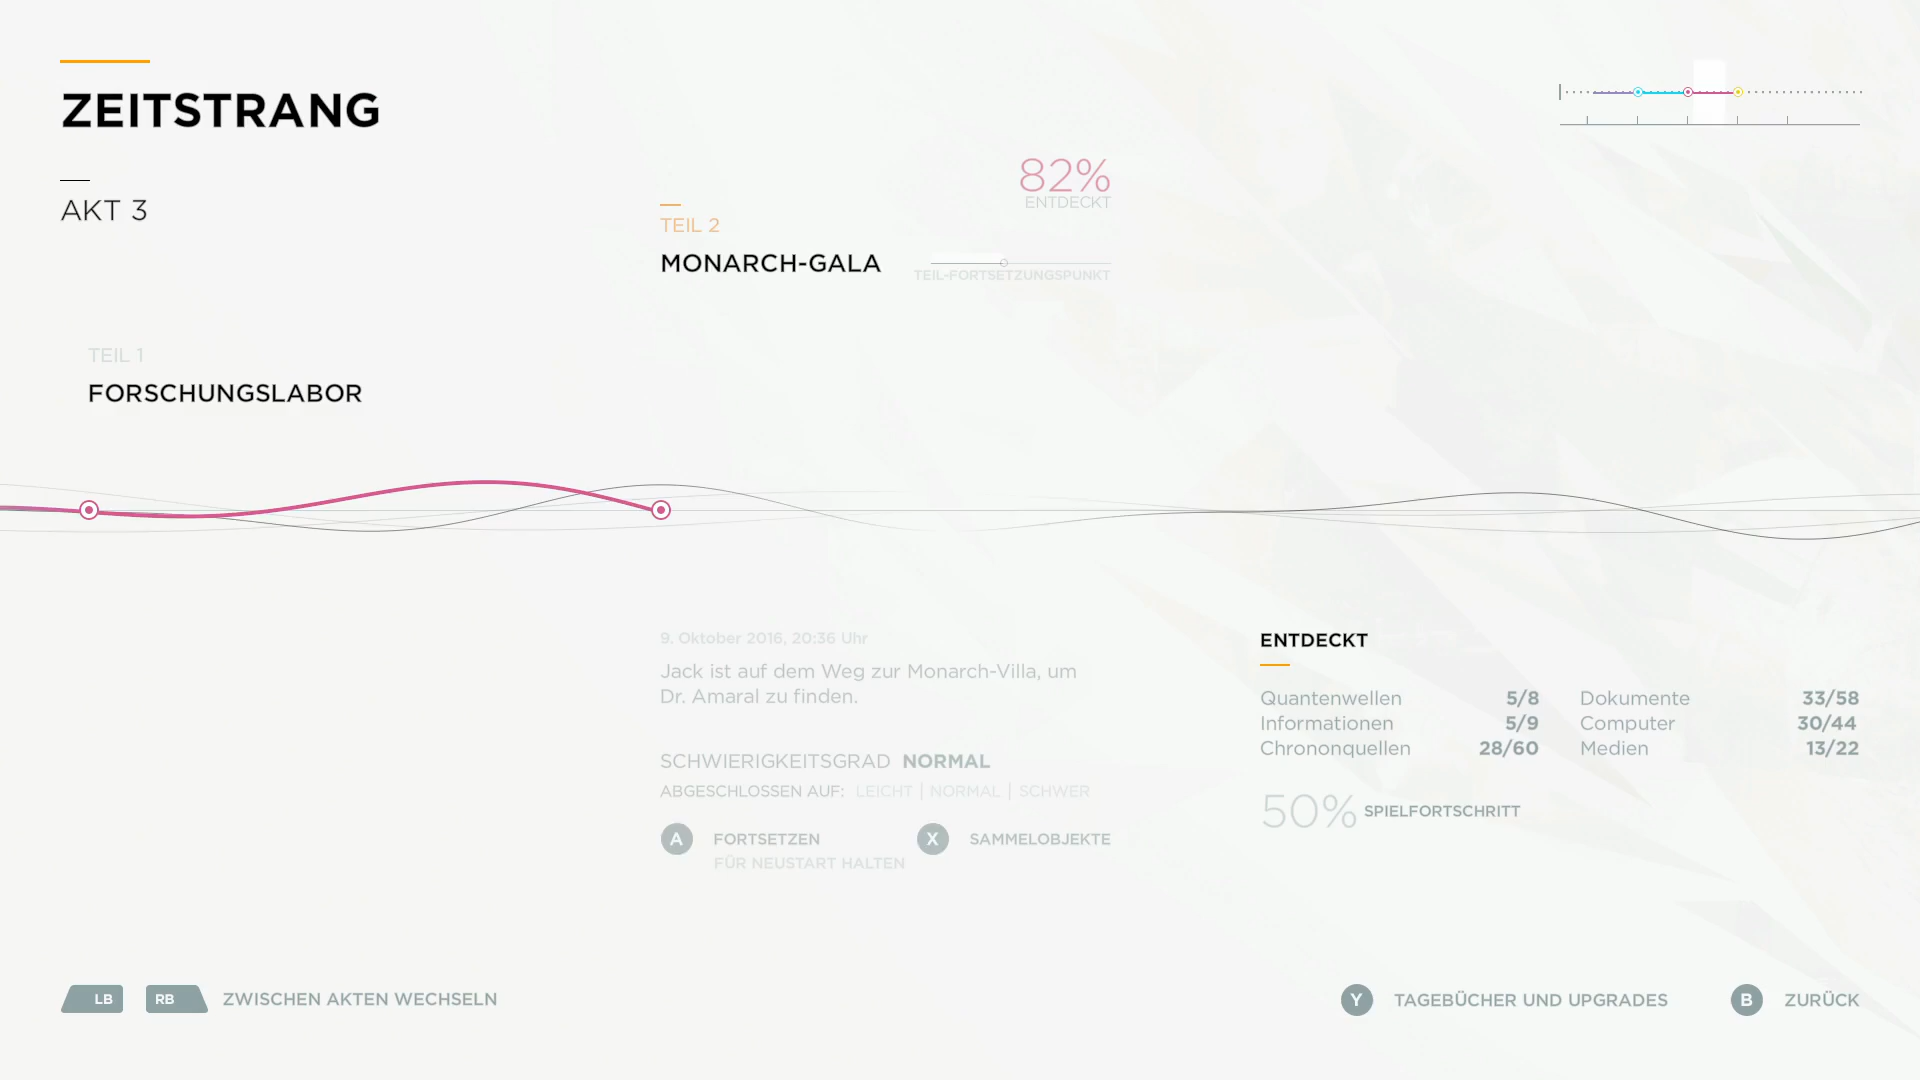 ZEITSTRANG
AKT 3
TEIL 1
FORSCHUNGSLABOR
TEIL 2
MONARCH-GALA
82%
ENTDECKT
TEIL-FORTSETZUNGSPUNKT
9. Oktober 2016, 20:36 Uhr
Jack ist auf dem Weg zur Monarch-Villa, um
Dr. Amaral zu finden.
SCHWIERIGKEITSGRAD NORMAL
ABGESCHLOSSEN AUF: LEICHT | NORMAL | SCHWER
A FORTSETZEN X SAMMELOBJEKTE
FÜR NEUSTART HALTEN
ENTDECKT
Quantenwellen 5/8 Dokumente 33/58
Informationen 5/9 Computer 30/44
Chrononquellen 28/60 Medien 13/22
50% SPIELFORTSCHRITT
LB RB ZWISCHEN AKTEN WECHSELN
Y TAGEBÜCHER UND UPGRADES B ZURÜCK